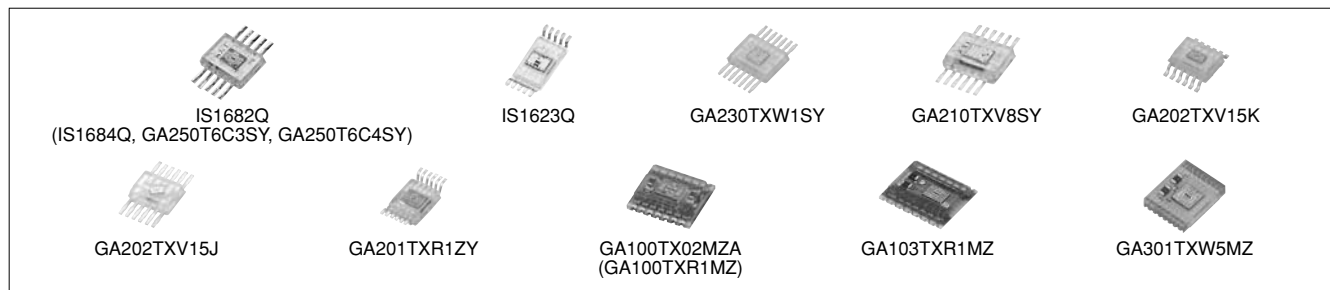 IS1682Q
(IS1684Q, GA250T6C3SY, GA250T6C4SY)
IS1623Q
GA230TXW1SY
GA210TXV8SY
GA202TXV15K
GA202TXV15J
GA201TXR1ZY
GA100TX02MZA
(GA100TXR1MZ)
GA103TXR1MZ
GA301TXW5MZ